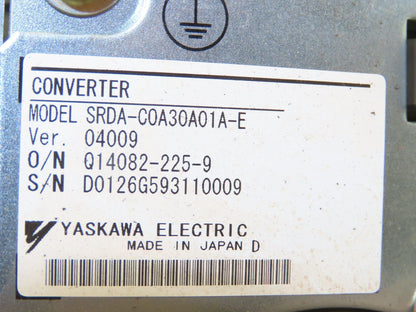 CONVERTER
MODEL SRDA-COA30A01A-E
Ver. 04009
O/N Q14082-225-9
S/N D0126G593110009
YASKAWA ELECTRIC
MADE IN JAPAN D